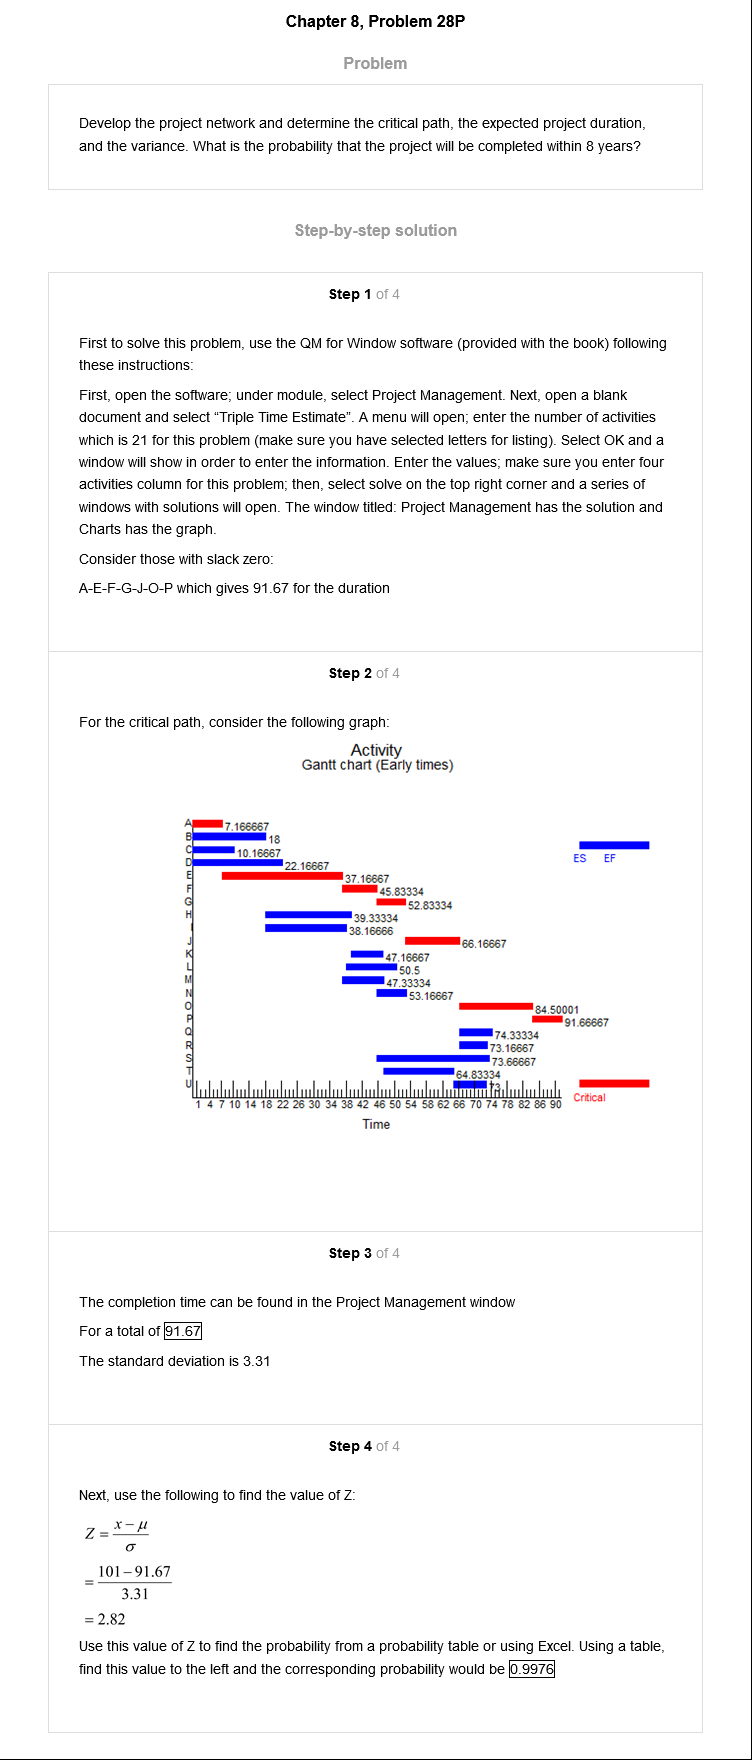 Chapter 8, Problem 28P
Problem
Develop the project network and determine the critical path, the expected project duration,
and the variance. What is the probability that the project will be completed within 8 years?
Step-by-step solution
Step 1 of 4
First to solve this problem, use the QM for Window software (provided with the book) following
these instructions:
First, open the software; under module, select Project Management. Next, open a blank
document and select “Triple Time Estimate”. A menu will open; enter the number of activities
which is 21 for this problem (make sure you have selected letters for listing). Select OK and a
window will show in order to enter the information. Enter the values; make sure you enter four
activities column for this problem; then, select solve on the top right corner and a series of
windows with solutions will open. The window titled: Project Management has the solution and
Charts has the graph.
Consider those with slack zero:
A-E-F-G-J-O-P which gives 91.67 for the duration
Step 2 of 4
For the critical path, consider the following graph:
Activity
Gantt chart (Early times)
A 7.166667
B 18
C 10.16667
D 22.16667
ES EF
E 37.16667
F 45.83334
G 52.83334
H 39.33334
I 38.16666
J 66.16667
K 47.16667
L 50.5
M 47.33334
N 53.16667
O 84.50001
P 91.66667
Q 74.33334
R 73.16667
S 73.66667
T 64.83334
U 73
Critical
1 4 7 10 14 18 22 26 30 34 38 42 46 50 54 58 62 66 70 74 78 82 86 90
Time
Step 3 of 4
The completion time can be found in the Project Management window
For a total of 91.67
The standard deviation is 3.31
Step 4 of 4
Next, use the following to find the value of Z:
Z = x − μ
σ
= 101 − 91.67
3.31
= 2.82
Use this value of Z to find the probability from a probability table or using Excel. Using a table,
find this value to the left and the corresponding probability would be 0.9976